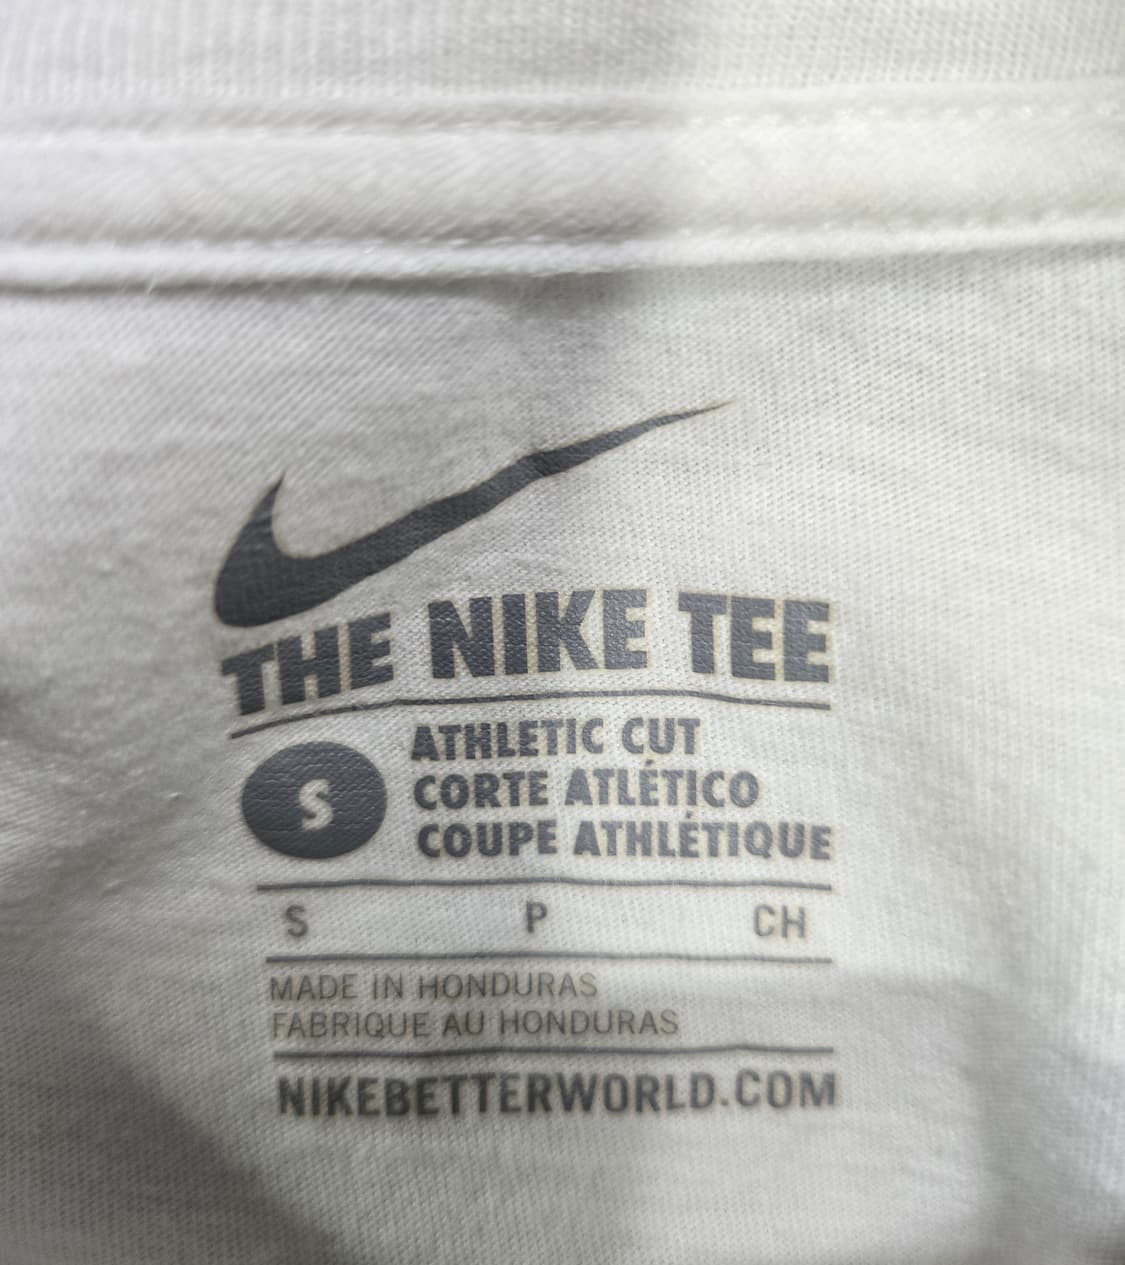 THE NIKE TEE
S
ATHLETIC CUT
CORTE ATLÉTICO
COUPE ATHLÉTIQUE
S P CH
MADE IN HONDURAS
FABRIQUE AU HONDURAS
NIKEBETTERWORLD.COM